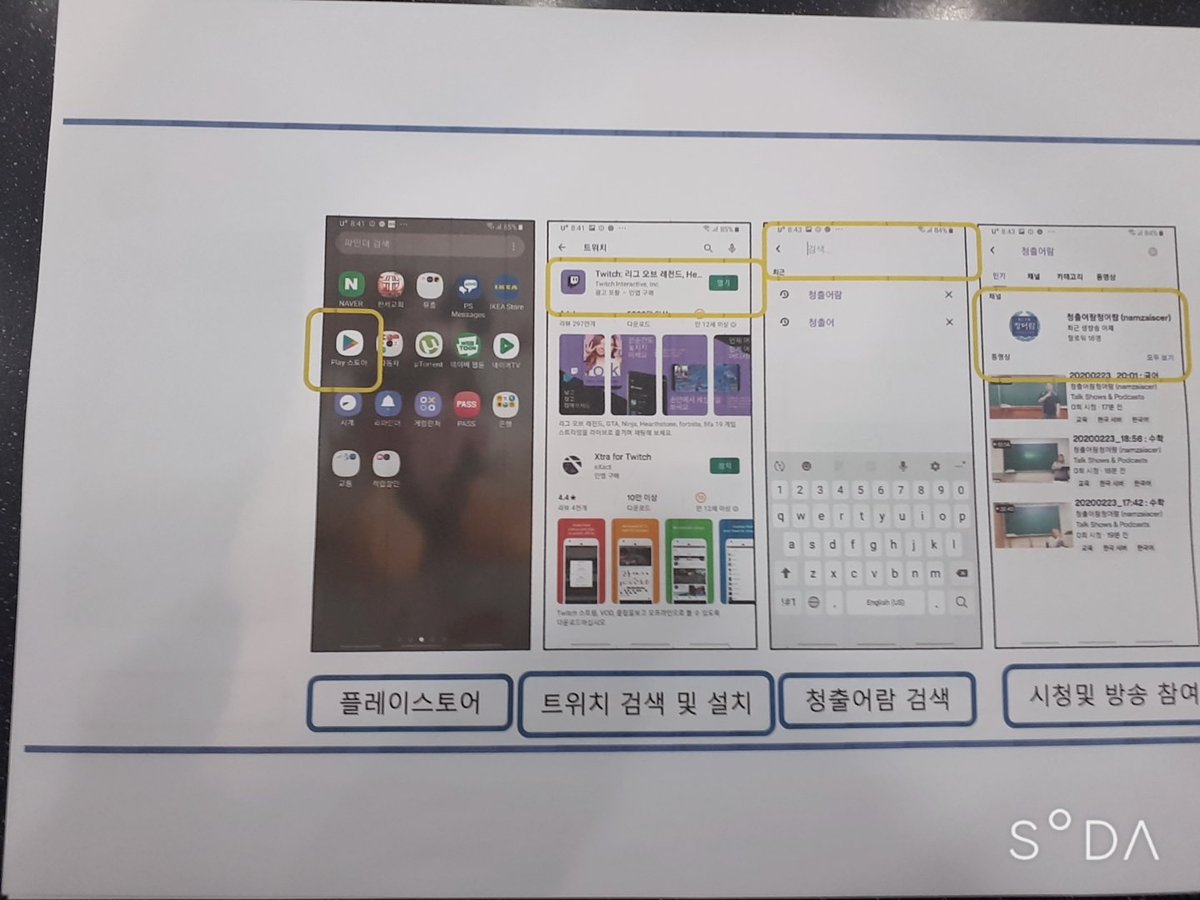 U+ 8:41
85%
파인더 검색
NAVER
유틸
PS Messages
IKEA Store
Play 스토어
μTorrent
네이버 웹툰
네이버TV
시계
리마인더
게임런처
PASS
은행
교통
U+ 8:41
85%
트위치
Twitch: 리그 오브 레전드, He...
Twitch Interactive, Inc.
광고 포함 · 인앱 구매
열기
리뷰 297만개
다운로드
만 12세 이상
리그 오브 레전드, GTA, Ninja, Hearthstone, fortnite, fifa 19 게임
스트리밍을 라이브로 즐기며 채팅해 보세요.
Xtra for Twitch
eXact
인앱 구매
설치
4.4★
10만 이상
리뷰 4천개
다운로드
만 12세 이상
Twitch 스트림, VOD, 클립을보고 오프라인으로 볼 수 있도록
다운로드하십시오
U+ 8:43
84%
검색...
최근
청출어람
청출어
1 2 3 4 5 6 7 8 9 0
q w e r t y u i o p
a s d f g h j k l
z x c v b n m
!#1
English (US)
U+ 8:43
84%
청출어람
인기 채널 카테고리 동영상
채널
청출어람청어람 (namzaiscer)
최근 생방송 어제
팔로워 18명
동영상
모두 보기
20200223_20:01 : 국어
청출어람청어람 (namzaiscer)
Talk Shows & Podcasts
0회 시청 · 17분 전
교육 한국 서버 한국어
20200223_18:56 : 수학
청출어람청어람 (namzaiscer)
Talk Shows & Podcasts
0회 시청 · 18분 전
교육 한국 서버 한국어
20200223_17:42 : 수학
청출어람청어람 (namzaiscer)
Talk Shows & Podcasts
0회 시청 · 19분 전
교육 한국 서버 한국어
플레이스토어
트위치 검색 및 설치
청출어람 검색
시청및 방송 참여
SODA